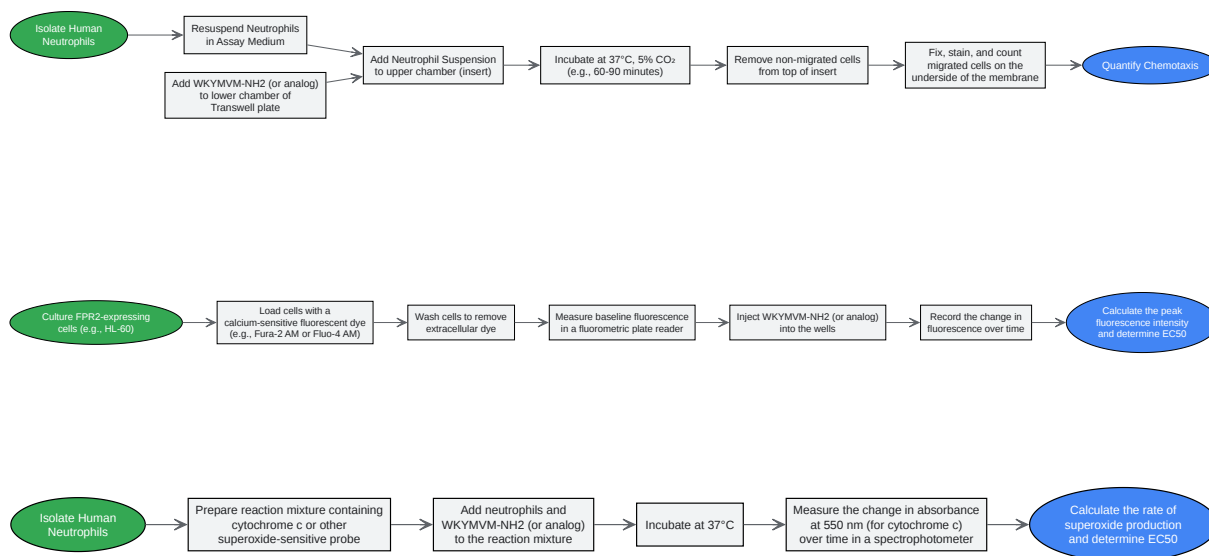 Isolate Human
Neutrophils
Resuspend Neutrophils
in Assay Medium
Add WKYMVM-NH2 (or analog)
to lower chamber of
Transwell plate
Add Neutrophil Suspension
to upper chamber (insert)
Incubate at 37°C, 5% CO₂
(e.g., 60-90 minutes)
Remove non-migrated cells
from top of insert
Fix, stain, and count
migrated cells on the
underside of the membrane
Quantify Chemotaxis
Culture FPR2-expressing
cells (e.g., HL-60)
Load cells with a
calcium-sensitive fluorescent dye
(e.g., Fura-2 AM or Fluo-4 AM)
Wash cells to remove
extracellular dye
Measure baseline fluorescence
in a fluorometric plate reader
Inject WKYMVM-NH2 (or analog)
into the wells
Record the change in
fluorescence over time
Calculate the peak
fluorescence intensity
and determine EC50
Isolate Human
Neutrophils
Prepare reaction mixture containing
cytochrome c or other
superoxide-sensitive probe
Add neutrophils and
WKYMVM-NH2 (or analog)
to the reaction mixture
Incubate at 37°C
Measure the change in absorbance
at 550 nm (for cytochrome c)
over time in a spectrophotometer
Calculate the rate of
superoxide production
and determine EC50